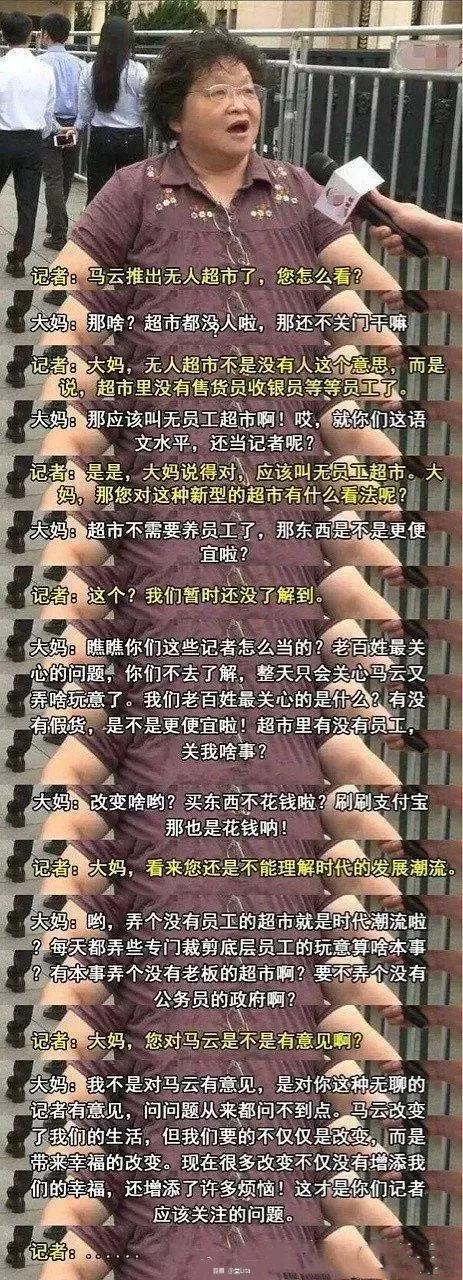 记者：马云推出无人超市了，您怎么看？
大妈：那啥？超市都没人啦，那还不关门干嘛
？
记者：大妈，无人超市不是没有人这个意思，而是
说，超市里没有售货员收银员等等员工了。
大妈：那应该叫无员工超市啊！哎，就你们这语
文水平，还当记者呢？
记者：是是，大妈说得对，应该叫无员工超市。大
妈，那您对这种新型的超市有什么看法呢？
大妈：超市不需要养员工了，那东西是不是更便
宜啦？
记者：这个？我们暂时还没了解到。
大妈：瞧瞧你们这些记者怎么当的？老百姓最关
心的问题，你们不去了解，整天只会关心马云又
弄啥玩意了。我们老百姓最关心的是什么？有没
有假货，是不是更便宜啦！超市里有没有员工，
关我啥事？
大妈：改变啥哟？买东西不花钱啦？刷刷支付宝
那也是花钱呐！
记者：大妈，看来您还是不能理解时代的发展潮流。
大妈：哟，弄个没有员工的超市就是时代潮流啦
？每天都弄些专门裁剪底层员工的玩意算啥本事
？有本事弄个没有老板的超市啊？要不弄个没有
公务员的政府啊？
记者：大妈，您对马云是不是有意见啊？
大妈：我不是对马云有意见，是对你这种无聊的
记者有意见，问问题从来都问不到点。马云改变
了我们的生活，但我们要的不仅仅是改变，而是
带来幸福的改变。现在很多改变不仅没有增添我
们的幸福，还增添了许多烦恼！这才是你们记者
应该关注的问题。
记者：......